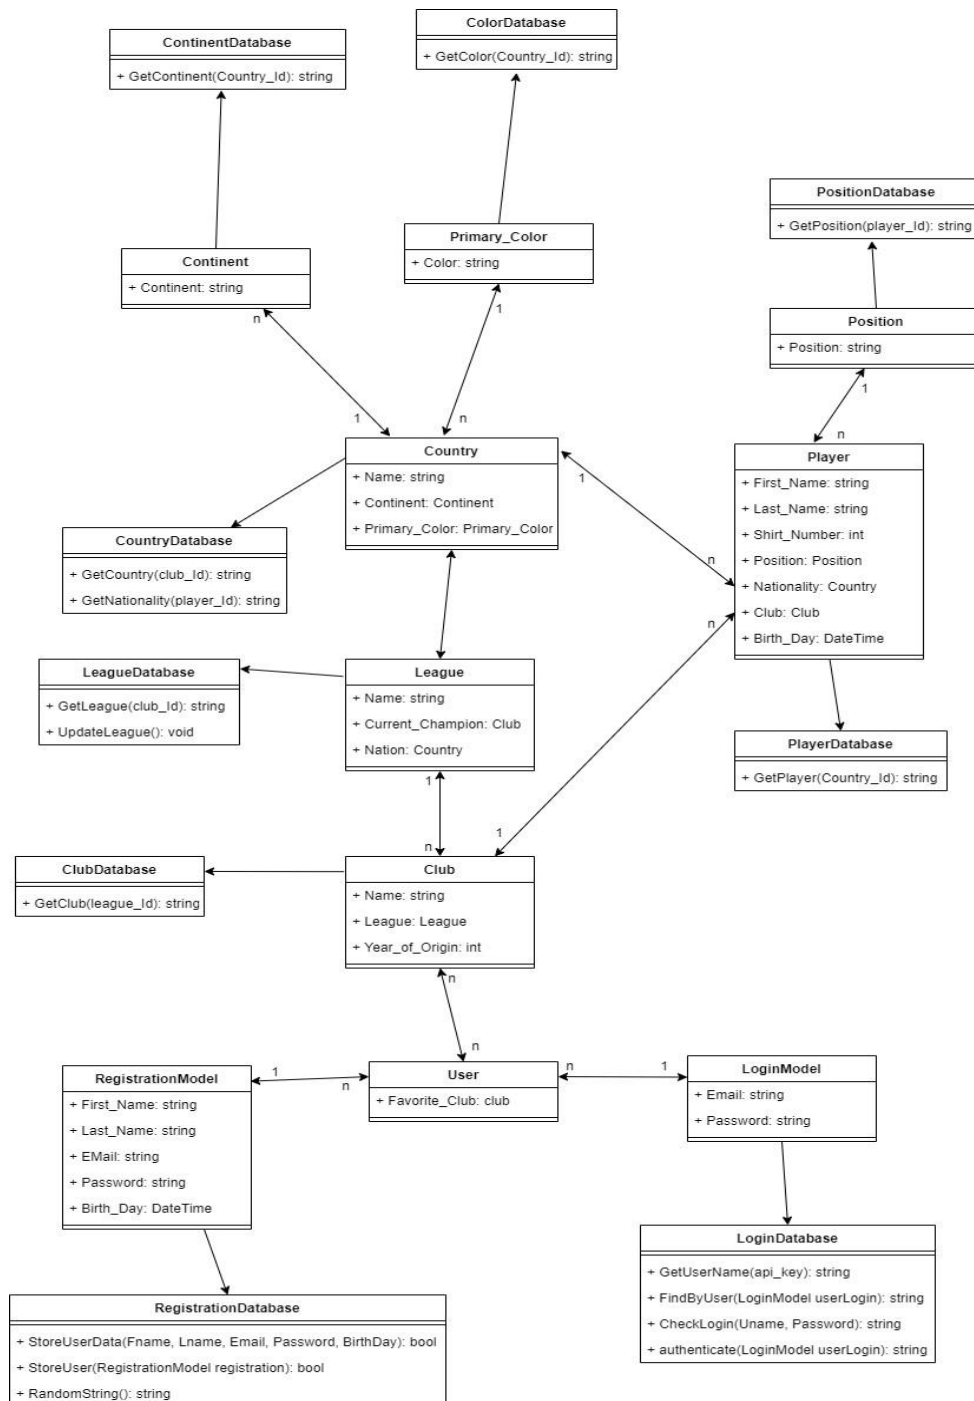 ColorDatabase
+ GetColor(Country_Id): string
ContinentDatabase
+ GetContinent(Country_Id): string
PositionDatabase
+ GetPosition(player_Id): string
Primary_Color
+ Color: string
Continent
+ Continent: string
n
1
1
n
Position
+ Position: string
1
n
Country
+ Name: string
+ Continent: Continent
+ Primary_Color: Primary_Color
1
n
Player
+ First_Name: string
+ Last_Name: string
+ Shirt_Number: int
+ Position: Position
+ Nationality: Country
+ Club: Club
+ Birth_Day: DateTime
n
CountryDatabase
+ GetCountry(club_Id): string
+ GetNationality(player_Id): string
LeagueDatabase
+ GetLeague(club_Id): string
+ UpdateLeague(): void
League
+ Name: string
+ Current_Champion: Club
+ Nation: Country
PlayerDatabase
+ GetPlayer(Country_Id): string
1
n
1
ClubDatabase
+ GetClub(league_Id): string
Club
+ Name: string
+ League: League
+ Year_of_Origin: int
n
n
RegistrationModel
+ First_Name: string
+ Last_Name: string
+ EMail: string
+ Password: string
+ Birth_Day: DateTime
1
n
User
+ Favorite_Club: club
n
1
LoginModel
+ Email: string
+ Password: string
LoginDatabase
+ GetUserName(api_key): string
+ FindByUser(LoginModel userLogin): string
+ CheckLogin(Uname, Password): string
+ authenticate(LoginModel userLogin): string
RegistrationDatabase
+ StoreUserData(Fname, Lname, Email, Password, BirthDay): bool
+ StoreUser(RegistrationModel registration): bool
+ RandomString(): string